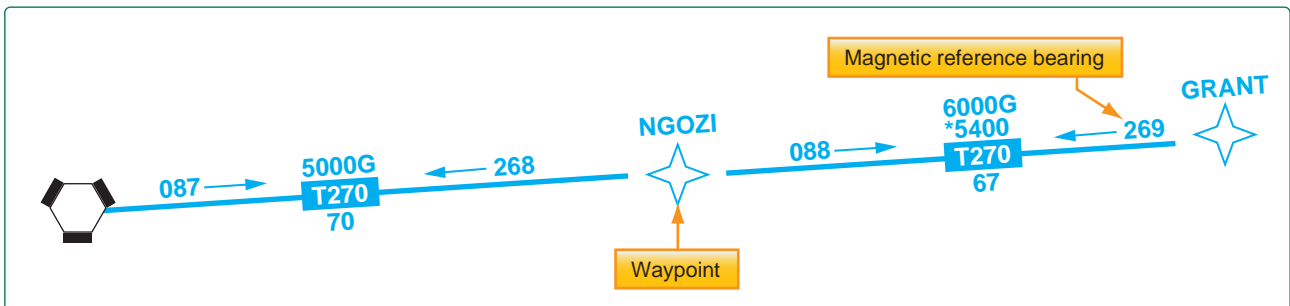 Magnetic reference bearing
GRANT
NGOZI
6000G
*5400
088
T270
269
67
5000G
087
T270
268
70
Waypoint